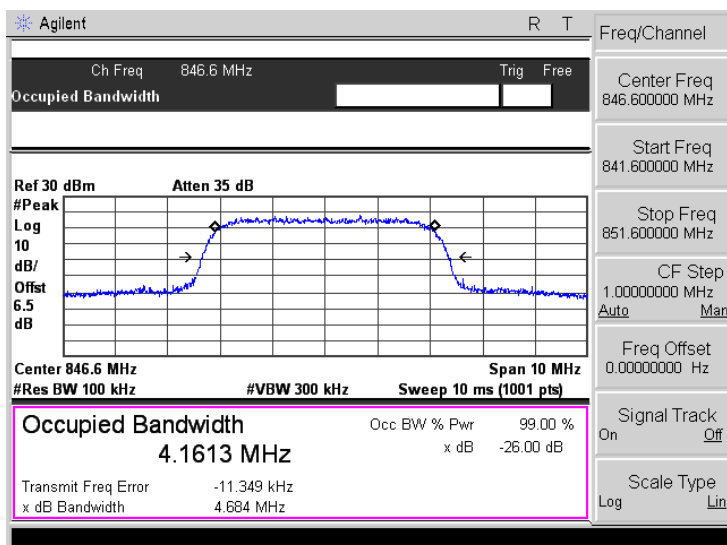 Agilent R T
Ch Freq 846.6 MHz Trig Free
Occupied Bandwidth
Ref 30 dBm Atten 35 dB
#Peak
Log
10
dB/
Offst
6.5
dB
Center 846.6 MHz Span 10 MHz
#Res BW 100 kHz #VBW 300 kHz Sweep 10 ms (1001 pts)
Occupied Bandwidth Occ BW % Pwr 99.00 %
4.1613 MHz x dB -26.00 dB
Transmit Freq Error -11.349 kHz
x dB Bandwidth 4.684 MHz
Freq/Channel
Center Freq
846.600000 MHz
Start Freq
841.600000 MHz
Stop Freq
851.600000 MHz
CF Step
1.00000000 MHz
Auto Man
Freq Offset
0.00000000 Hz
Signal Track
On Off
Scale Type
Log Lin